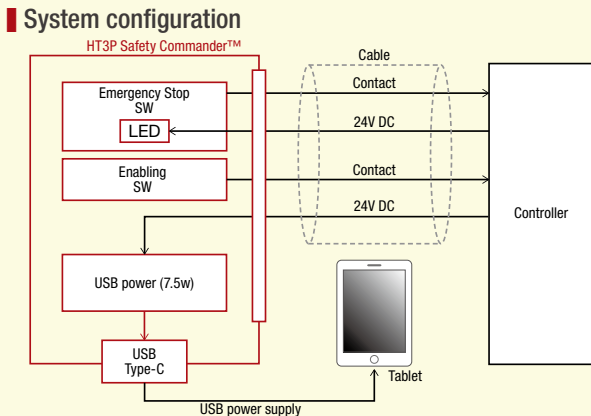 System configuration
HT3P Safety Commander™
Cable
Emergency Stop
SW
LED
Contact
24V DC
Enabling
SW
Contact
24V DC
Controller
USB power (7.5w)
USB
Type-C
Tablet
USB power supply